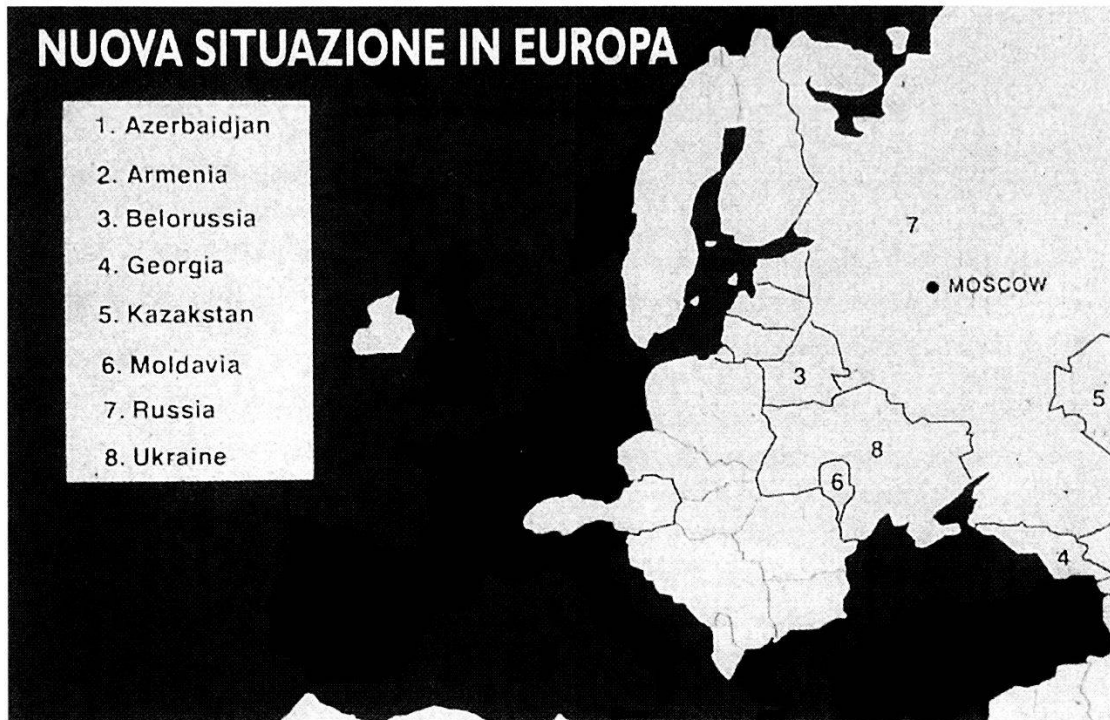 NUOVA SITUAZIONE IN EUROPA
1. Azerbaidjan
2. Armenia
3. Belorussia
4. Georgia
5. Kazakstan
6. Moldavia
7. Russia
8. Ukraine
7
MOSCOW
3
5
8
6
4